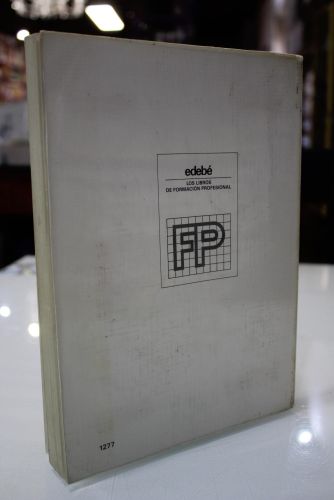 edebé
LOS LIBROS
DE FORMACIÓN PROFESIONAL
FP
1277